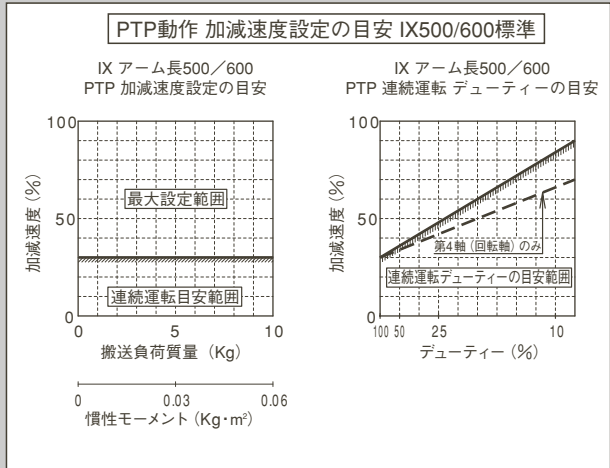 PTP動作 加減速度設定の目安 IX500/600標準
IX アーム長500／600
PTP 加減速度設定の目安
100
50
0
加減速度（%）
最大設定範囲
連続運転目安範囲
0 5 10
搬送負荷質量（Kg）
0 0.03 0.06
慣性モーメント（Kg・m²）
IX アーム長500／600
PTP 連続運転 デューティーの目安
100
50
0
加減速度（%）
第4軸（回転軸）のみ
連続運転デューティーの目安範囲
100 50 25 10
デューティー（%）